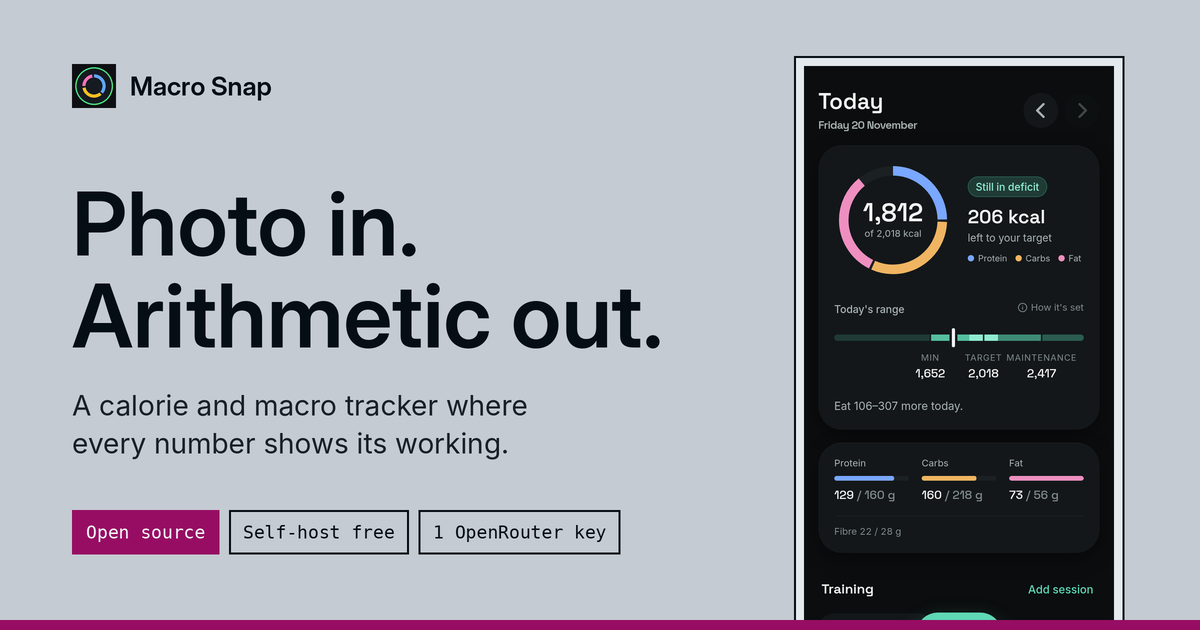 Macro Snap
Photo in.
Arithmetic out.
A calorie and macro tracker where
every number shows its working.
Open source
Self-host free
1 OpenRouter key
Today
Friday 20 November
1,812
of 2,018 kcal
Still in deficit
206 kcal
left to your target
Protein Carbs Fat
Today's range
How it's set
MIN TARGET MAINTENANCE
1,652 2,018 2,417
Eat 106–307 more today.
Protein Carbs Fat
129 / 160 g 160 / 218 g 73 / 56 g
Fibre 22 / 28 g
Training
Add session